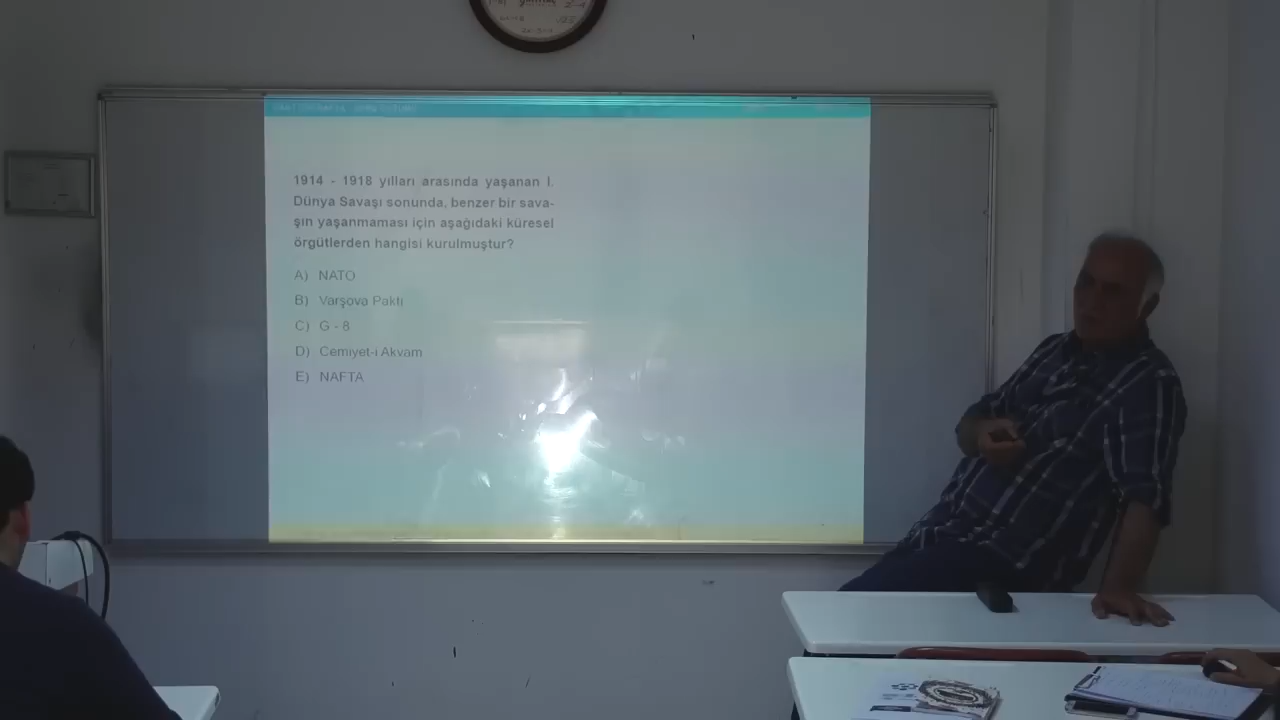 1914 - 1918 yılları arasında yaşanan I.
Dünya Savaşı sonunda, benzer bir sava-
şın yaşanmaması için aşağıdaki küresel
örgütlerden hangisi kurulmuştur?
A) NATO
B) Varşova Paktı
C) G - 8
D) Cemiyet-i Akvam
E) NAFTA